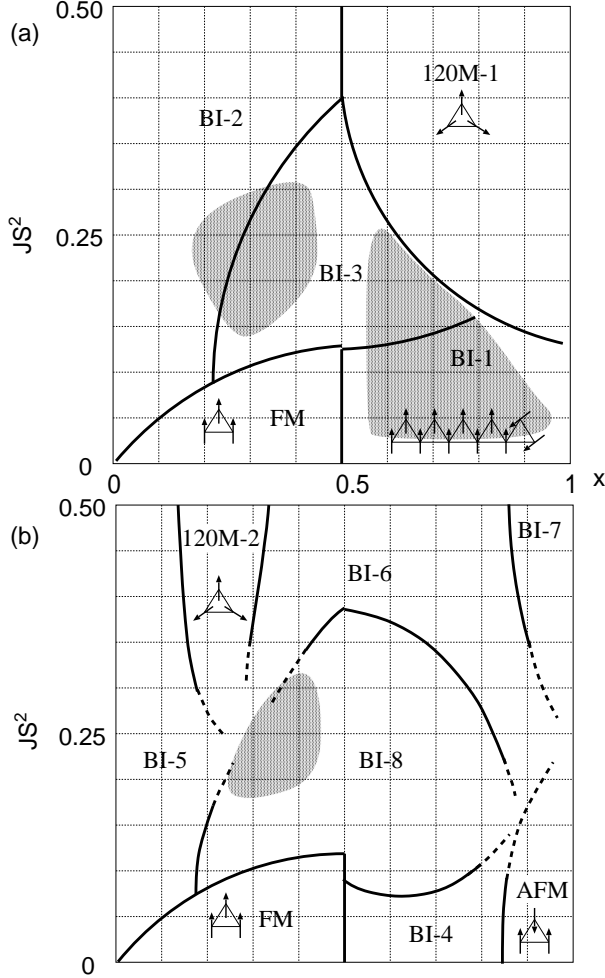 (a)
0.50
120M-1
BI-2
JS²
0.25
BI-3
BI-1
FM
0
0
0.5
1
x
(b)
0.50
120M-2
BI-7
BI-6
JS²
0.25
BI-5
BI-8
AFM
FM
BI-4
0